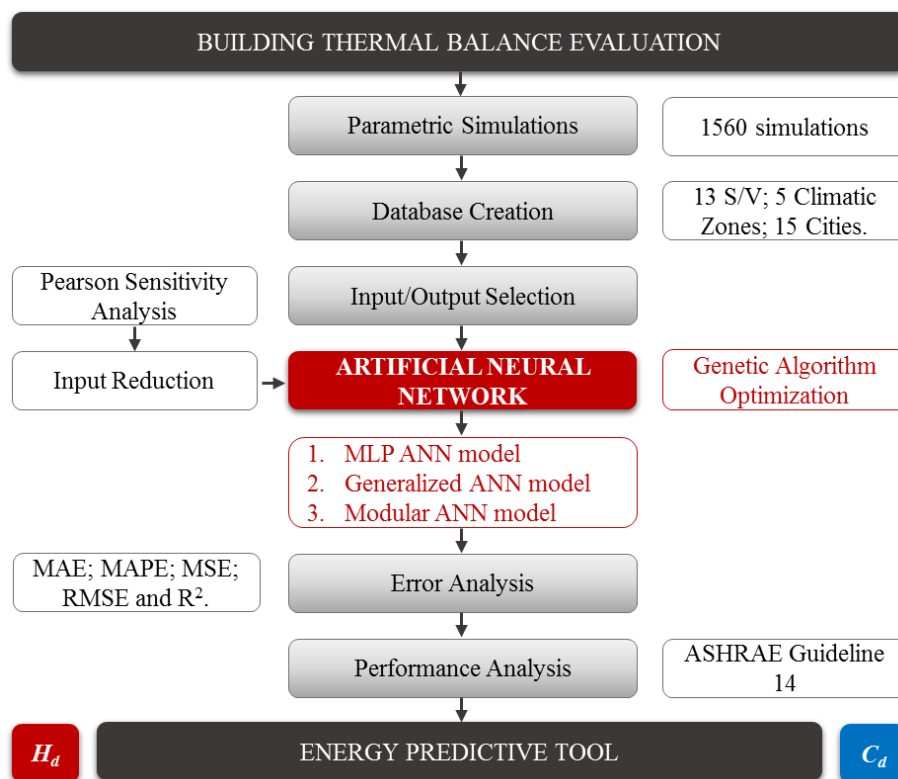 BUILDING THERMAL BALANCE EVALUATION
Parametric Simulations
1560 simulations
Database Creation
13 S/V; 5 Climatic
Zones; 15 Cities.
Pearson Sensitivity
Analysis
Input/Output Selection
Input Reduction
ARTIFICIAL NEURAL
NETWORK
Genetic Algorithm
Optimization
1. MLP ANN model
2. Generalized ANN model
3. Modular ANN model
MAE; MAPE; MSE;
RMSE and R².
Error Analysis
Performance Analysis
ASHRAE Guideline
14
H_d
ENERGY PREDICTIVE TOOL
C_d